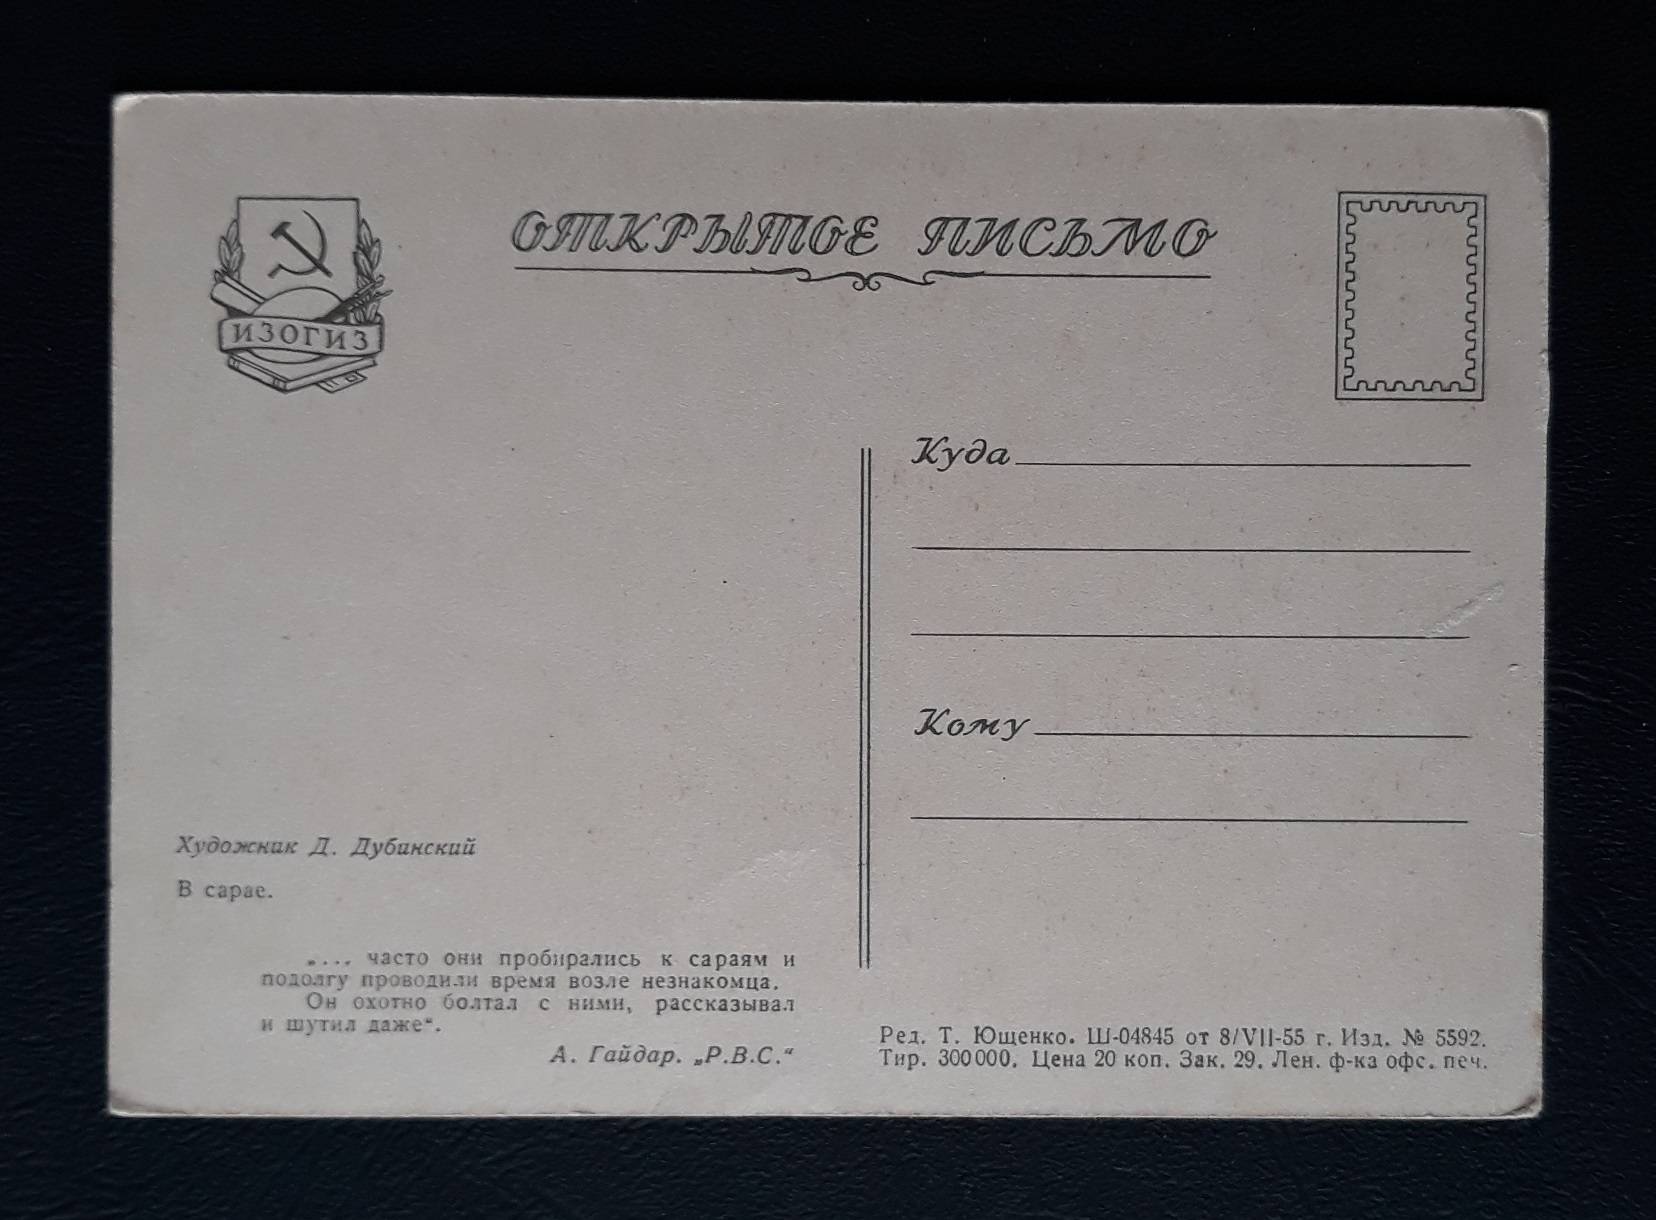 ОТКРЫТОЕ ПИСЬМО
ИЗОГИЗ
Куда
Кому
Художник Д. Дубинский
В сарае.
„... часто они пробирались к сараям и
подолгу проводили время возле незнакомца.
Он охотно болтал с ними, рассказывал
и шутил даже“.
А. Гайдар. „Р.В.С.“
Ред. Т. Ющенко. Ш-04845 от 8/VII-55 г. Изд. № 5592.
Тир. 300000. Цена 20 коп. Зак. 29. Лен. ф-ка офс. печ.